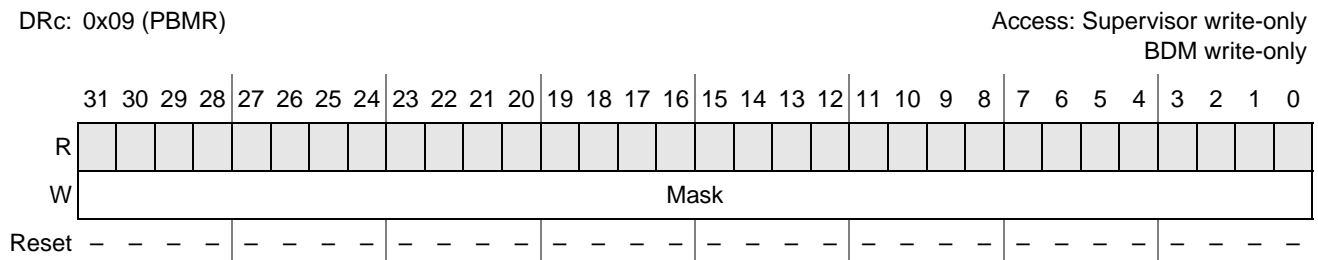 DRc: 0x09 (PBMR) Access: Supervisor write-only
BDM write-only
31 30 29 28 27 26 25 24 23 22 21 20 19 18 17 16 15 14 13 12 11 10 9 8 7 6 5 4 3 2 1 0
R
W Mask
Reset – – – – – – – – – – – – – – – – – – – – – – – – – – – – – – – –